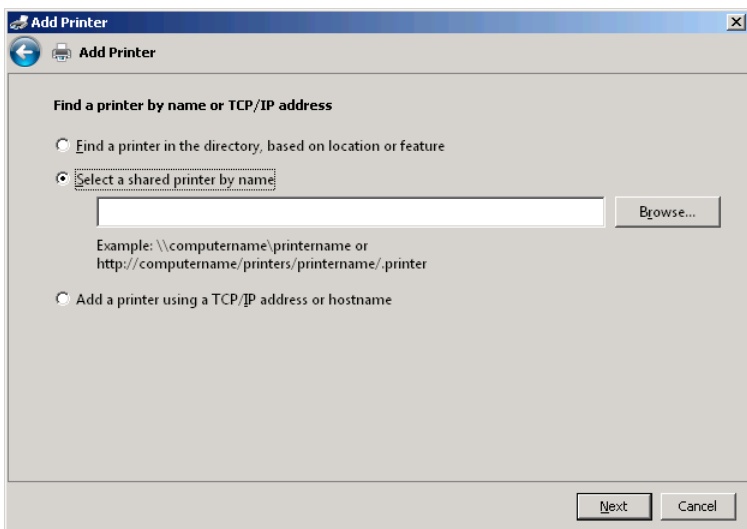 Add Printer
Add Printer
Find a printer by name or TCP/IP address
Find a printer in the directory, based on location or feature
Select a shared printer by name
Browse...
Example: \\computername\printername or
http://computername/printers/printername/.printer
Add a printer using a TCP/IP address or hostname
Next Cancel